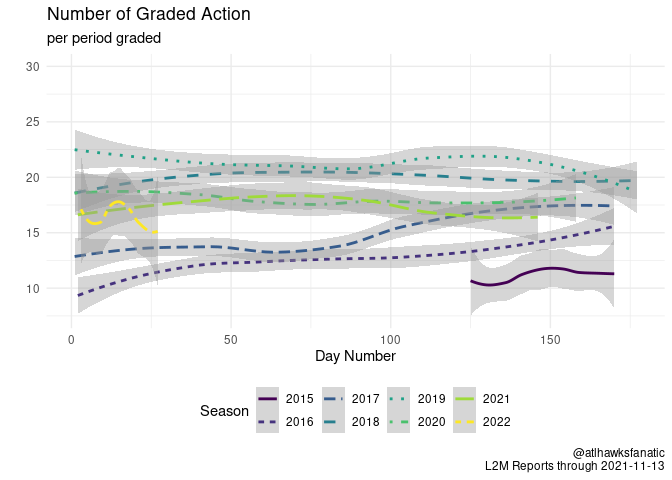 Number of Graded Action
per period graded
30
25
20
15
10
0 50 100 150
Day Number
Season
2015 2017 2019 2021
2016 2018 2020 2022
@atlhawksfanatic
L2M Reports through 2021-11-13